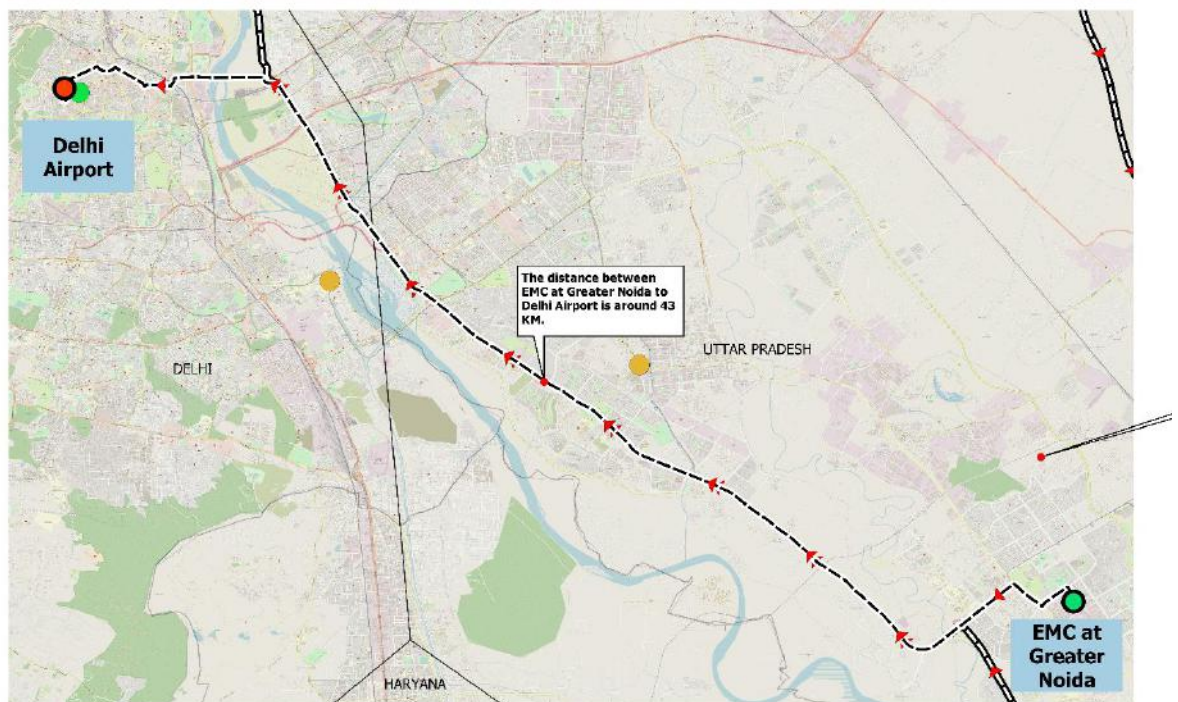 Delhi
Airport
The distance between
EMC at Greater Noida to
Delhi Airport is around 43
KM.
UTTAR PRADESH
DELHI
EMC at
Greater
Noida
HARYANA